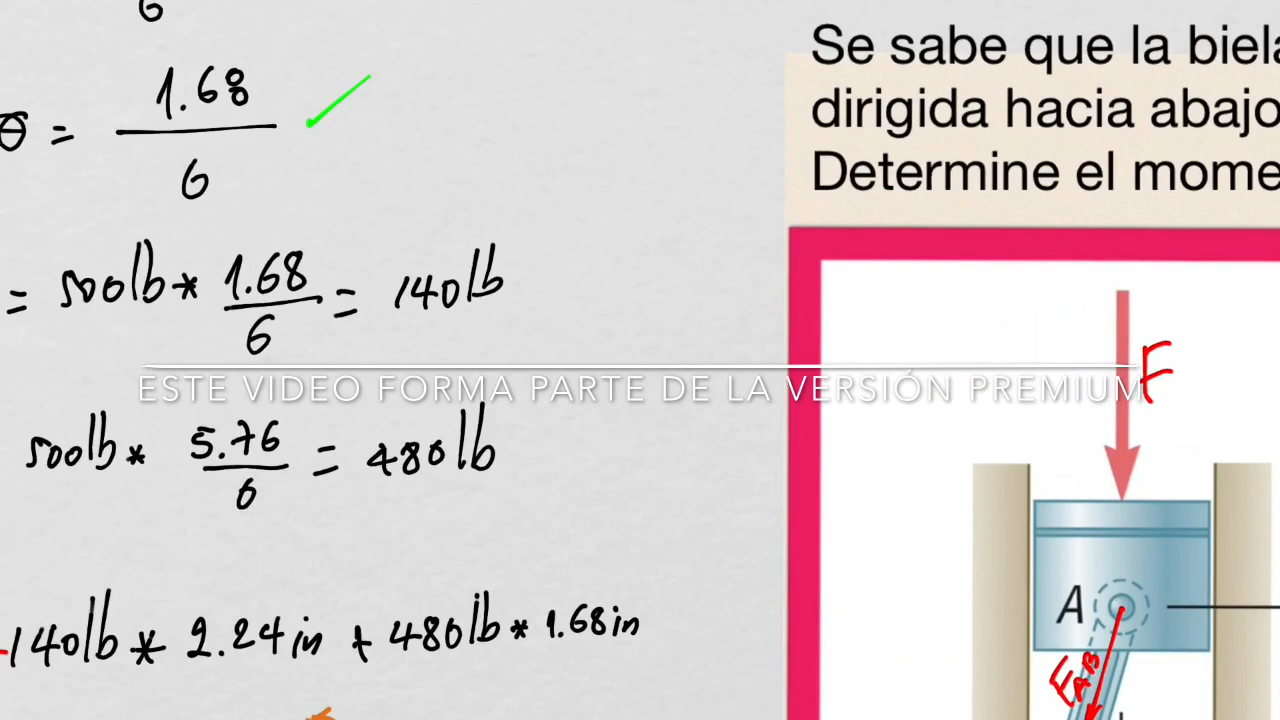 6
θ = 1.68
6
= 500lb * 1.68 = 140lb
6
500lb * 5.76 = 480lb
6
-140lb * 2.24in + 480lb * 1.68in
Se sabe que la biela
dirigida hacia abajo
Determine el mome
F
A
F_AB
ESTE VIDEO FORMA PARTE DE LA VERSIÓN PREMIUM